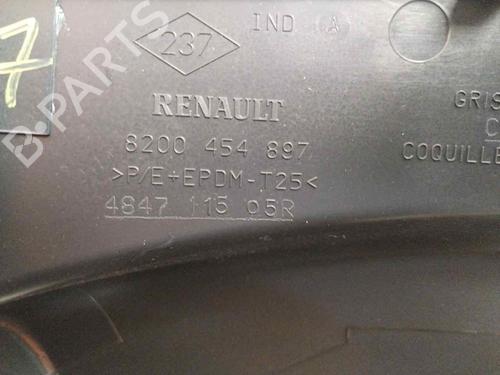 7
B-PARTS
237
IND A
RENAULT
8200 454 897
>P/E+EPDM-T25<
4847 115 05R
GRIS
C
COQUILLE